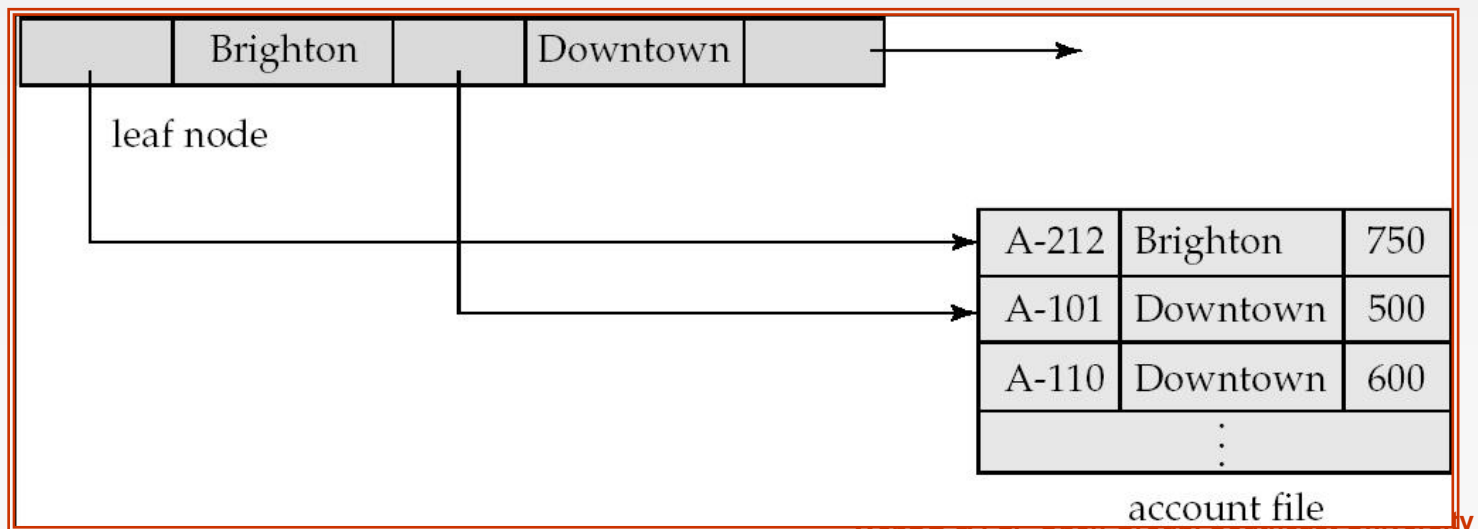 Brighton Downtown
leaf node
A-212 Brighton 750
A-101 Downtown 500
A-110 Downtown 600
account file